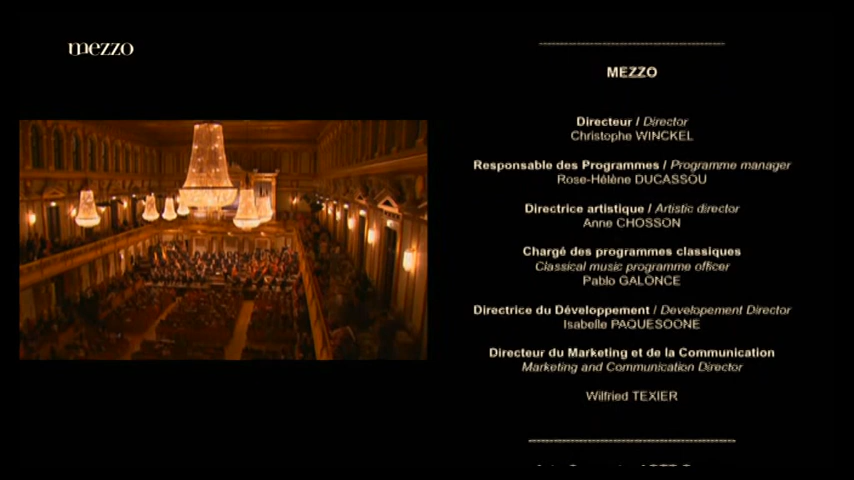 mezzo
MEZZO
Directeur / Director
Christophe WINCKEL
Responsable des Programmes / Programme manager
Rose-Hélène DUCASSOU
Directrice artistique / Artistic director
Anne CHOSSON
Chargé des programmes classiques
Classical music programme officer
Pablo GALONCE
Directrice du Développement / Developement Director
Isabelle PAQUESOONE
Directeur du Marketing et de la Communication
Marketing and Communication Director
Wilfried TEXIER